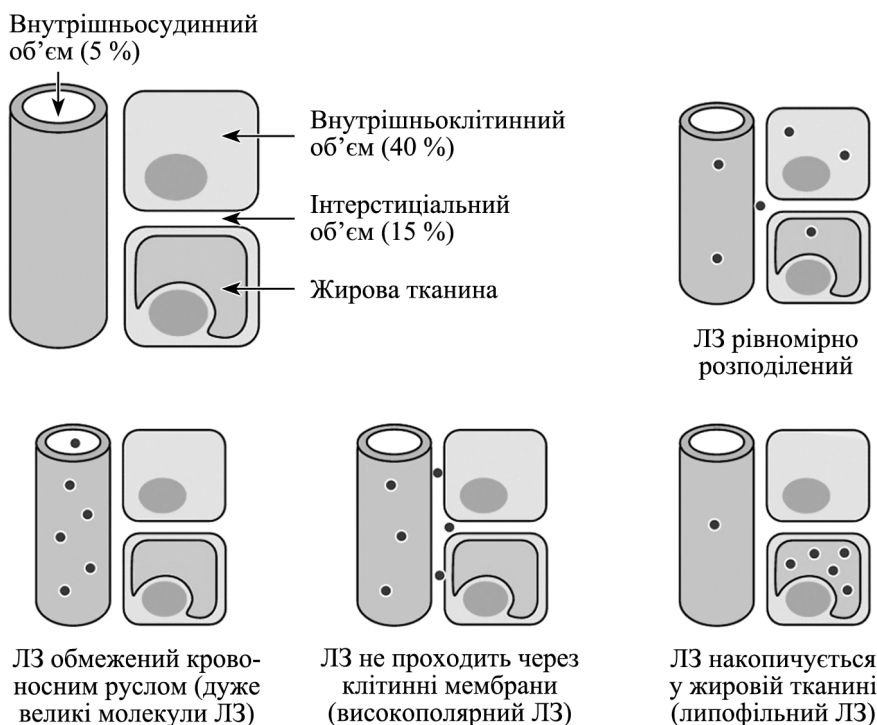 Внутрішньосудинний
об’єм (5 %)
Внутрішньоклітинний
об’єм (40 %)
Інтерстиціальний
об’єм (15 %)
Жирова тканина
ЛЗ рівномірно
розподілений
ЛЗ обмежений крово-
носним руслом (дуже
великі молекули ЛЗ)
ЛЗ не проходить через
клітинні мембрани
(високополярний ЛЗ)
ЛЗ накопичується
у жировій тканині
(липофільний ЛЗ)